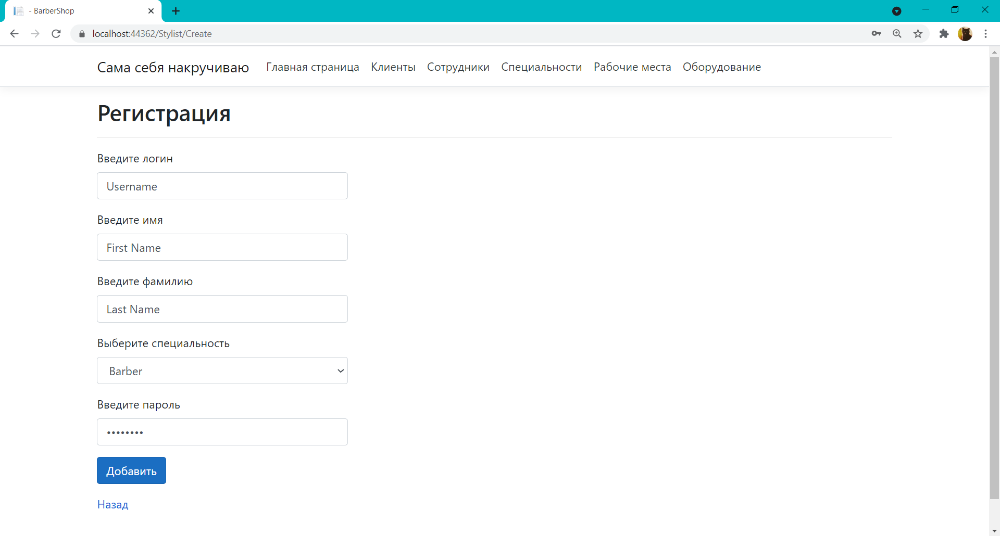 - BarberShop
localhost:44362/Stylist/Create
Сама себя накручиваю Главная страница Клиенты Сотрудники Специальности Рабочие места Оборудование
Регистрация
Введите логин
Username
Введите имя
First Name
Введите фамилию
Last Name
Выберите специальность
Barber
Введите пароль
••••••••
Добавить
Назад